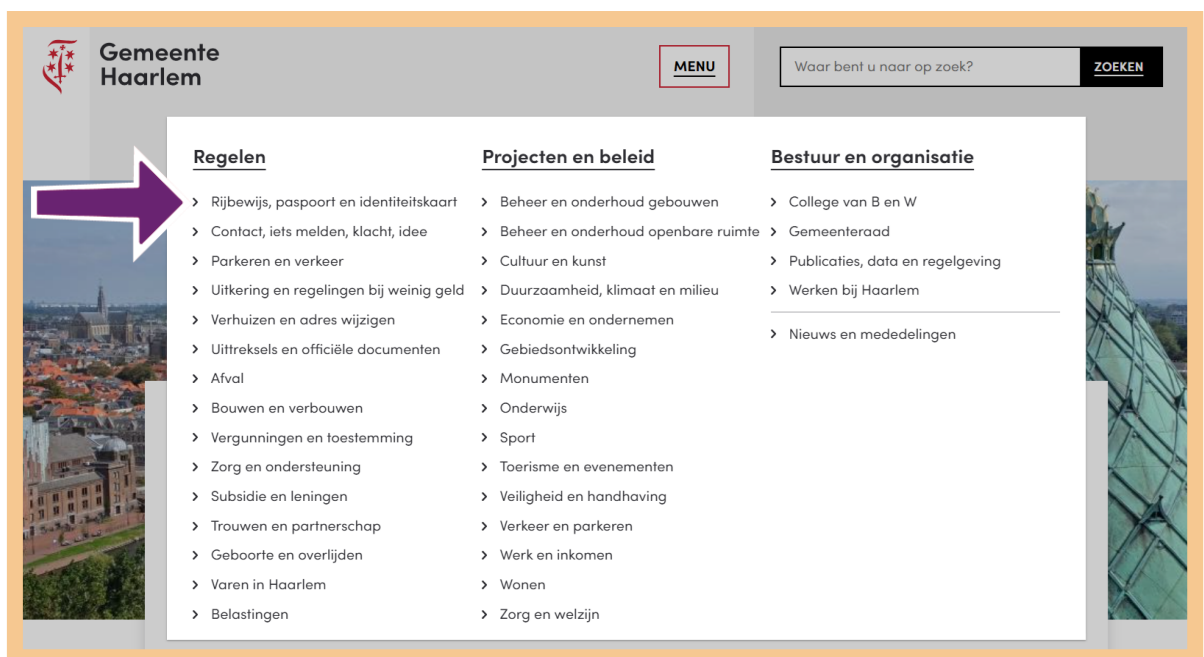 Gemeente
Haarlem
MENU
Waar bent u naar op zoek?
ZOEKEN
Regelen
Rijbewijs, paspoort en identiteitskaart
Contact, iets melden, klacht, idee
Parkeren en verkeer
Uitkering en regelingen bij weinig geld
Verhuizen en adres wijzigen
Uittreksels en officiële documenten
Afval
Bouwen en verbouwen
Vergunningen en toestemming
Zorg en ondersteuning
Subsidie en leningen
Trouwen en partnerschap
Geboorte en overlijden
Varen in Haarlem
Belastingen
Projecten en beleid
Beheer en onderhoud gebouwen
Beheer en onderhoud openbare ruimte
Cultuur en kunst
Duurzaamheid, klimaat en milieu
Economie en ondernemen
Gebiedsontwikkeling
Monumenten
Onderwijs
Sport
Toerisme en evenementen
Veiligheid en handhaving
Verkeer en parkeren
Werk en inkomen
Wonen
Zorg en welzijn
Bestuur en organisatie
College van B en W
Gemeenteraad
Publicaties, data en regelgeving
Werken bij Haarlem
Nieuws en mededelingen